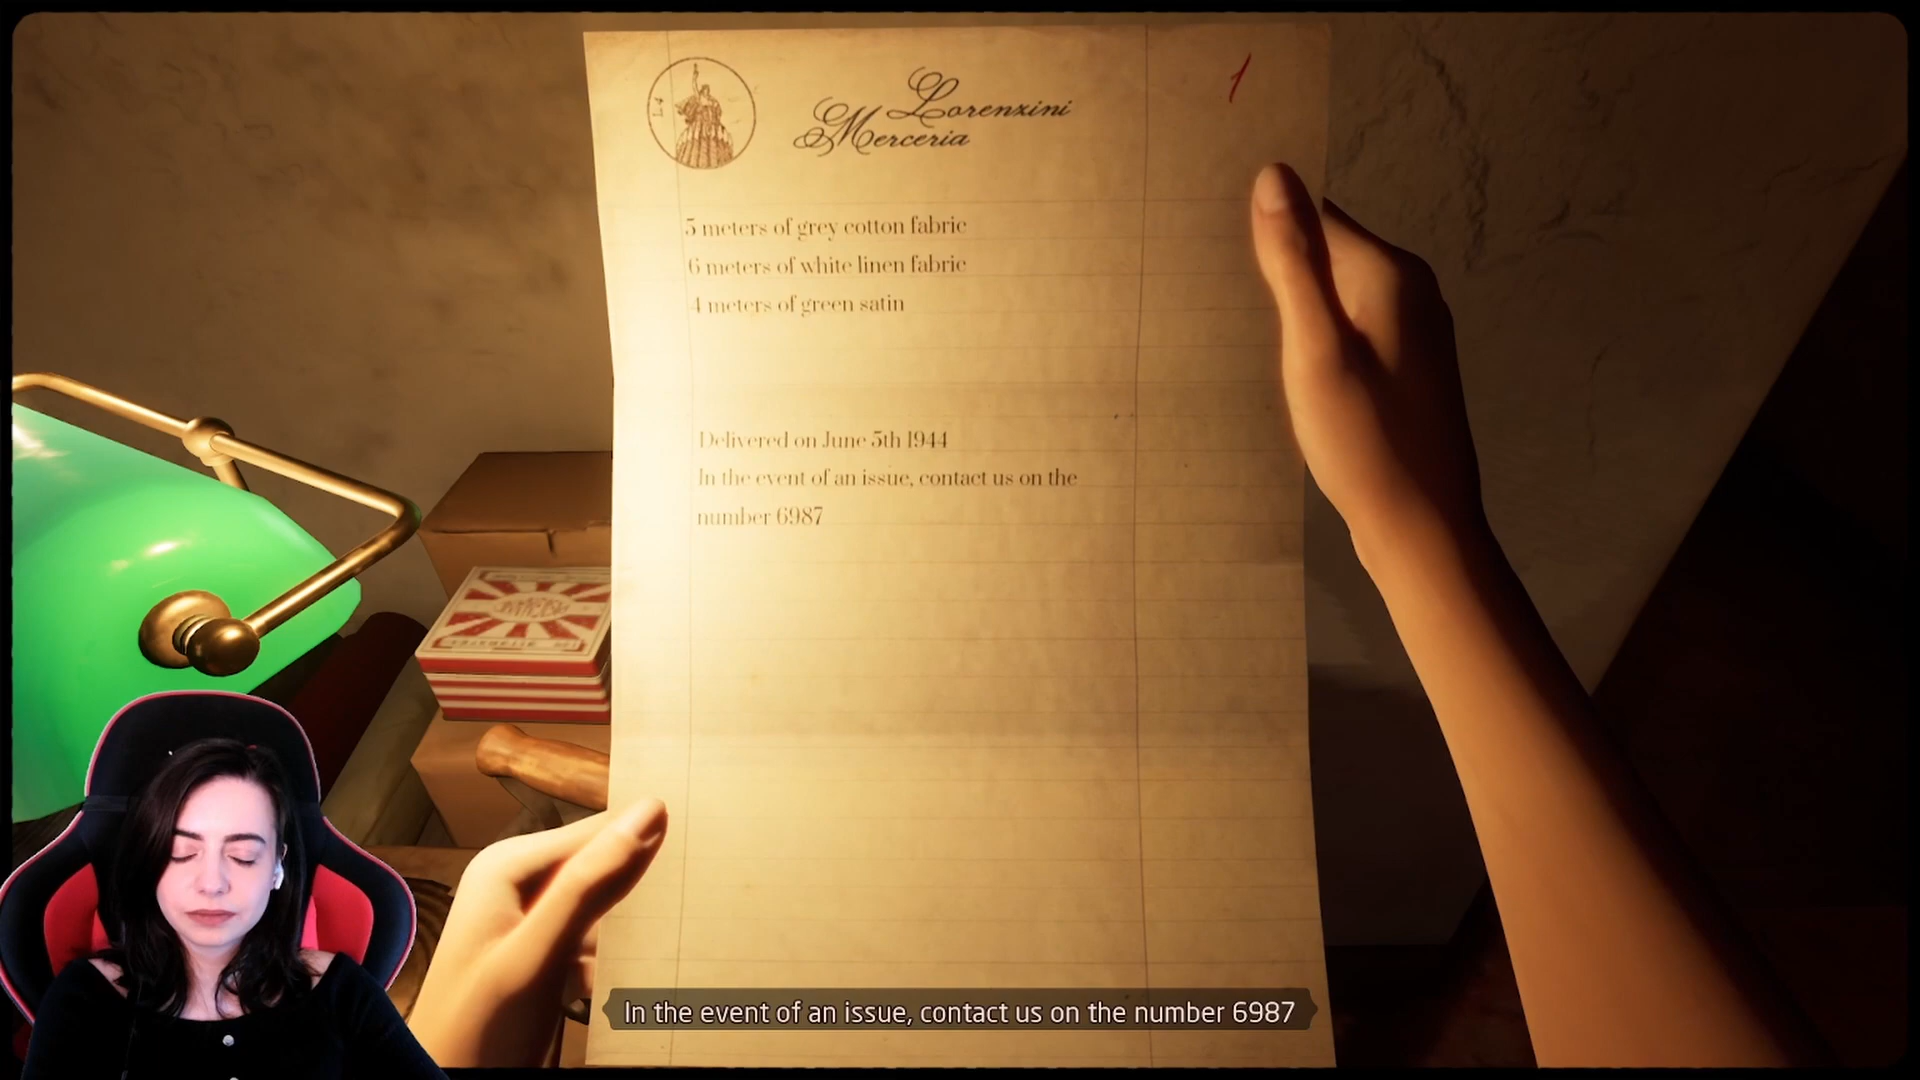 L4
Lorenzini
Merceria
1
5 meters of grey cotton fabric
6 meters of white linen fabric
4 meters of green satin
Delivered on June 5th 1944
In the event of an issue, contact us on the
number 6987
In the event of an issue, contact us on the number 6987